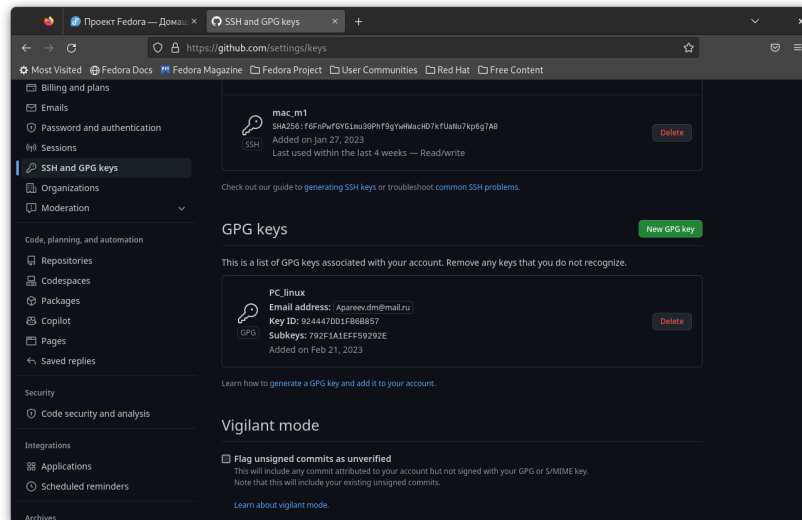 Проект Fedora — Домаш
SSH and GPG keys
https://github.com/settings/keys
Most Visited
Fedora Docs
Fedora Magazine
Fedora Project
User Communities
Red Hat
Free Content
Billing and plans
Emails
Password and authentication
Sessions
SSH and GPG keys
Organizations
Moderation
Code, planning, and automation
Repositories
Codespaces
Packages
Copilot
Pages
Saved replies
Security
Code security and analysis
Integrations
Applications
Scheduled reminders
Archives
mac_m1
SHA256:f6FnPwfGYGimu30Phf9gYwHWacHD7kfUaNu7kp6g7A0
SSH
Added on Jan 27, 2023
Last used within the last 4 weeks — Read/write
Delete
Check out our guide to generating SSH keys or troubleshoot common SSH problems.
GPG keys
New GPG key
This is a list of GPG keys associated with your account. Remove any keys that you do not recognize.
PC_linux
Email address: Apareev.dm@mail.ru
Key ID: 924447DD1FB6B857
GPG
Subkeys: 792F1A1EFF59292E
Added on Feb 21, 2023
Delete
Learn how to generate a GPG key and add it to your account.
Vigilant mode
Flag unsigned commits as unverified
This will include any commit attributed to your account but not signed with your GPG or S/MIME key.
Note that this will include your existing unsigned commits.
Learn about vigilant mode.